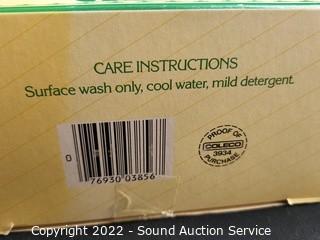 CARE INSTRUCTIONS
Surface wash only, cool water, mild detergent.
0
76930 03856
PROOF OF
COLECO
3934
PURCHASE
Copyright 2022 - Sound Auction Service